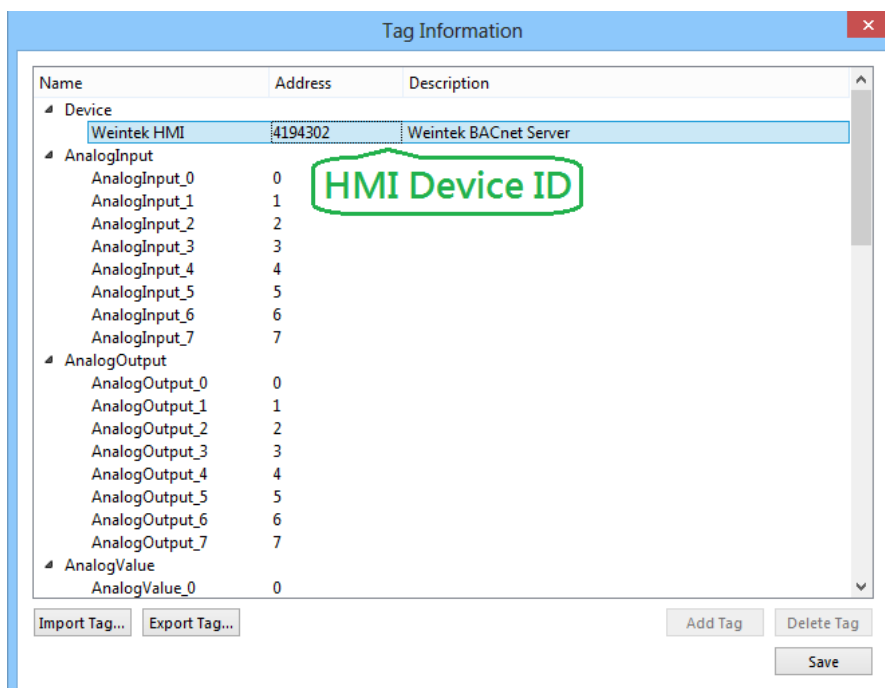 Tag Information
Name Address Description
Device
Weintek HMI 4194302 Weintek BACnet Server
AnalogInput
HMI Device ID
AnalogInput_0 0
AnalogInput_1 1
AnalogInput_2 2
AnalogInput_3 3
AnalogInput_4 4
AnalogInput_5 5
AnalogInput_6 6
AnalogInput_7 7
AnalogOutput
AnalogOutput_0 0
AnalogOutput_1 1
AnalogOutput_2 2
AnalogOutput_3 3
AnalogOutput_4 4
AnalogOutput_5 5
AnalogOutput_6 6
AnalogOutput_7 7
AnalogValue
AnalogValue_0 0
Import Tag... Export Tag... Add Tag Delete Tag
Save